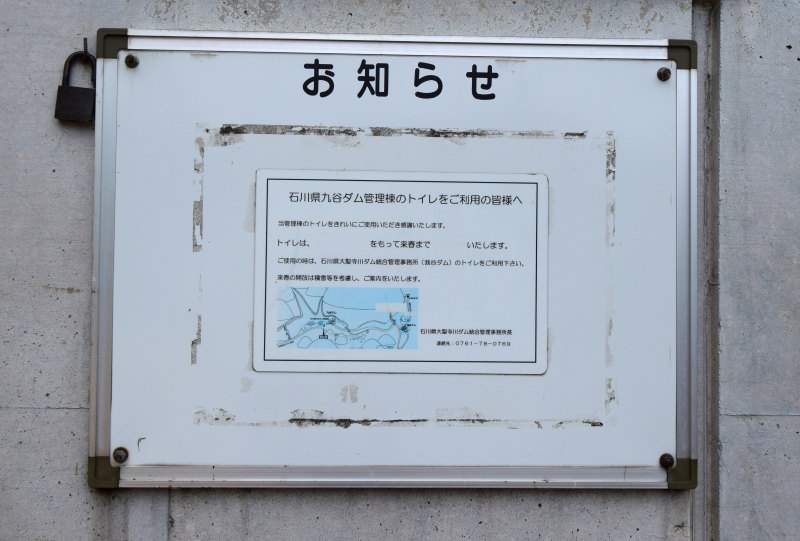 お知らせ
石川県九谷ダム管理棟のトイレをご利用の皆様へ
当管理棟のトイレをきれいにご使用いただき感謝いたします。
トイレは、 をもって来春まで いたします。
ご使用の時は、石川県大聖寺川ダム統合管理事務所（我谷ダム）のトイレをご利用下さい。
来春の開放は積雪等を考慮し、ご案内をいたします。
石川県大聖寺川ダム統合管理事務所長
連絡先：0761-78-0769